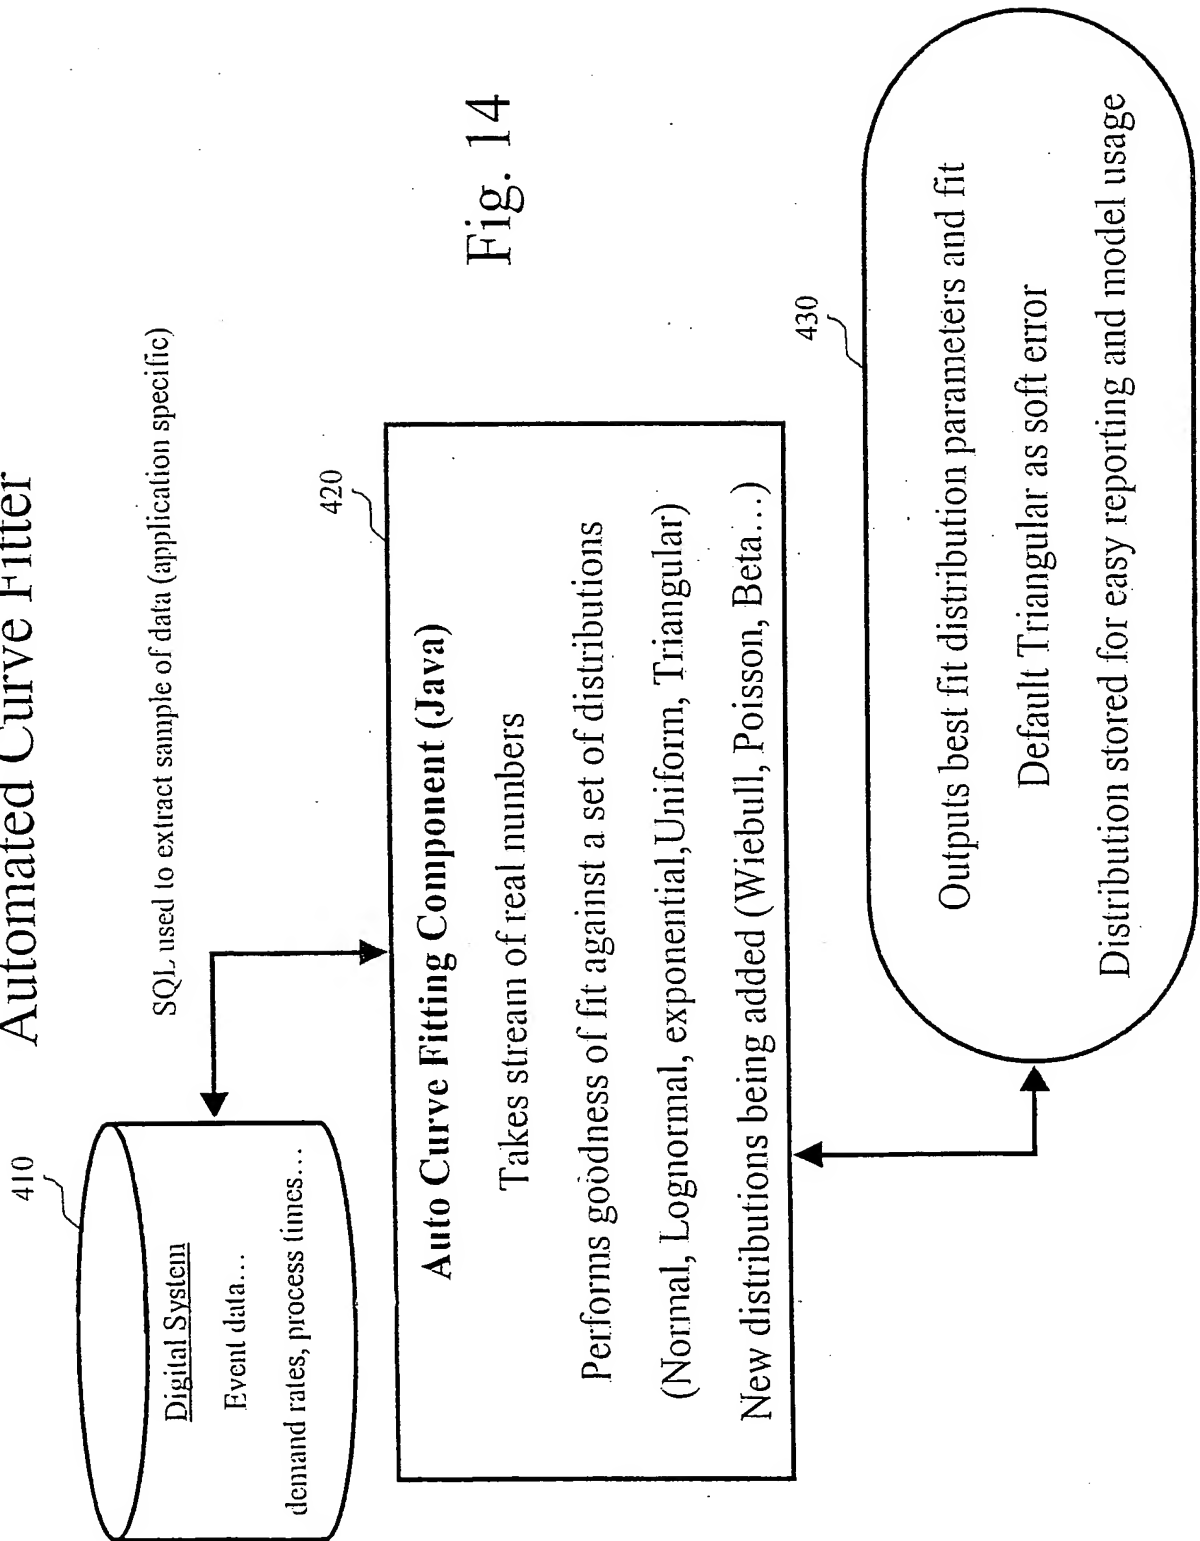 Automated Curve Fitter
410
Digital System
Event data…
demand rates, process times…
SQL used to extract sample of data (application specific)
420
Auto Curve Fitting Component (Java)
Takes stream of real numbers
Performs goodness of fit against a set of distributions
(Normal, Lognormal, exponential,Uniform, Triangular)
New distributions being added (Wiebull, Poisson, Beta…)
Fig. 14
430
Outputs best fit distribution parameters and fit
Default Triangular as soft error
Distribution stored for easy reporting and model usage